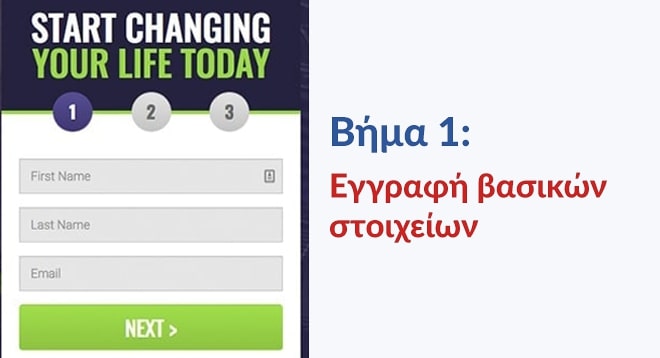 START CHANGING
YOUR LIFE TODAY
1 2 3
First Name
Last Name
Email
NEXT >
Βήμα 1:
Εγγραφή βασικών
στοιχείων